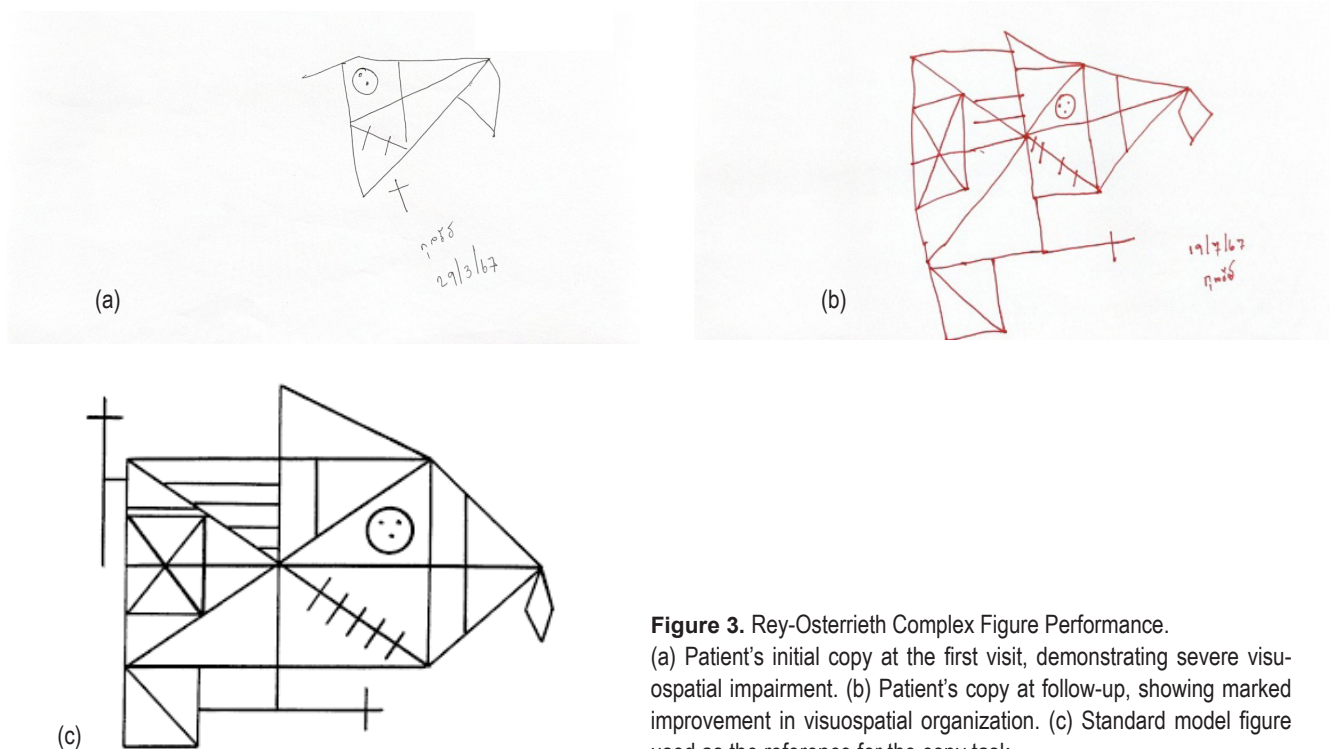 29/3/67
(a)
19/7/67
(b)
(c)
Figure 3. Rey-Osterrieth Complex Figure Performance.
(a) Patient's initial copy at the first visit, demonstrating severe visu-
ospatial impairment. (b) Patient's copy at follow-up, showing marked
improvement in visuospatial organization. (c) Standard model figure
used as the reference for the copy task